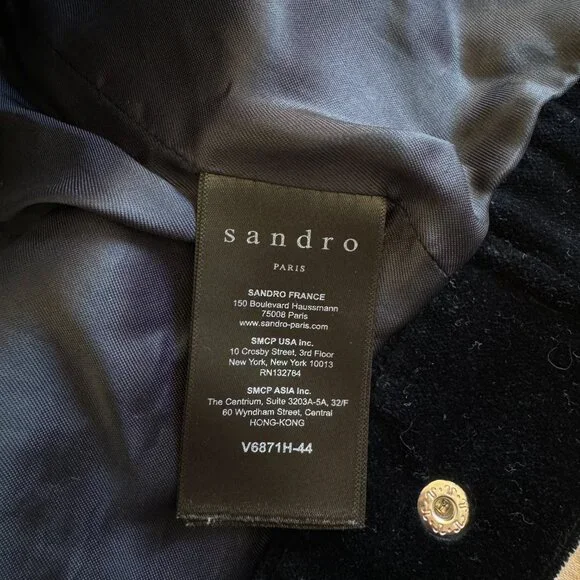 sandro
PARIS
SANDRO FRANCE
150 Boulevard Haussmann
75008 Paris
www.sandro-paris.com
SMCP USA Inc.
10 Crosby Street, 3rd Floor
New York, New York 10013
RN132784
SMCP ASIA Inc.
The Centrium, Suite 3203A-5A, 32/F
60 Wyndham Street, Central
HONG-KONG
V6871H-44